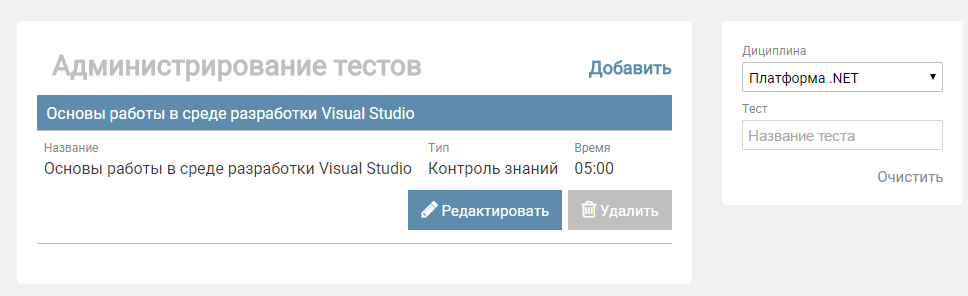 Администрирование тестов
Добавить
Основы работы в среде разработки Visual Studio
Название Тип Время
Основы работы в среде разработки Visual Studio Контроль знаний 05:00
Редактировать Удалить
Дициплина
Платформа .NET
Тест
Название теста
Очистить